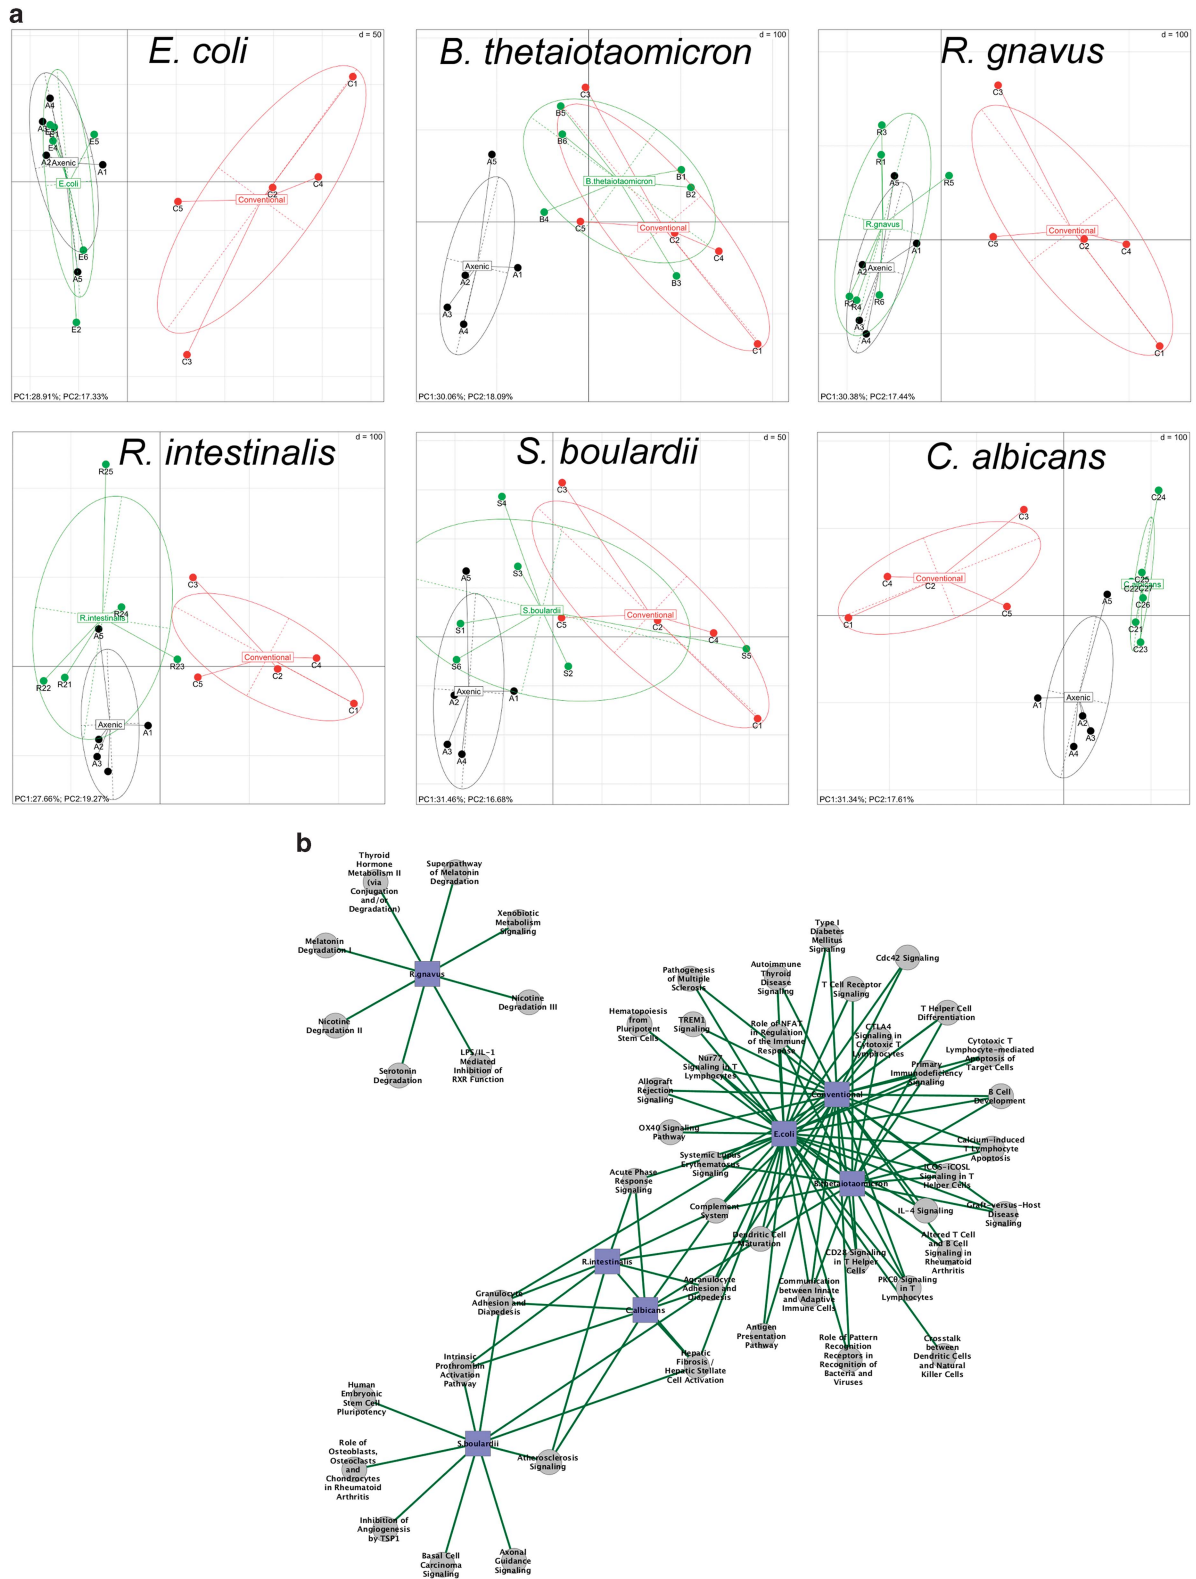 a
E. coli
d = 50
C1
A4
A3
E1
E4
E5
A2
Axenic
A1
E.coli
C4
C2
Conventional
C5
E6
A5
E2
C3
PC1:28.91%; PC2:17.33%
B. thetaiotaomicron
d = 100
C3
B5
B6
A5
B1
B.thetaiotaomicron
B2
B4
C5
Conventional
C2
C4
Axenic
A1
A2
B3
A3
A4
C1
PC1:30.06%; PC2:18.09%
R. gnavus
d = 100
C3
R3
R1
A5
R5
R.gnavus
Conventional
C5
C2
C4
A1
A2
Axenic
R2
R4
R6
A3
A4
C1
PC1:30.38%; PC2:17.44%
R. intestinalis
d = 100
R25
C3
R24
R.intestinalis
A5
R23
Conventional
C4
C2
C5
R22
R21
C1
Axenic
A1
A2
A3
PC1:27.66%; PC2:19.27%
S. boulardii
d = 50
C3
S4
S3
A5
S.boulardii
Conventional
C5
C2
S1
C4
S5
S6
S2
Axenic
A2
A1
C1
A3
A4
PC1:31.46%; PC2:16.68%
C. albicans
d = 100
C24
C3
C4
Conventional
C2
C25
C22
C27
A5
C26
C5
C1
C21
C23
Axenic
A1
A2
A3
A4
PC1:31.34%; PC2:17.61%
b
Thyroid
Hormone
Metabolism II
(via
Conjugation
and/or
Degradation)
Superpathway
of Melatonin
Degradation
Xenobiotic
Metabolism
Signaling
Melatonin
Degradation I
R.gnavus
Nicotine
Degradation III
Nicotine
Degradation II
Serotonin
Degradation
LPS/IL-1
Mediated
Inhibition of
RXR Function
Type I
Diabetes
Mellitus
Signaling
Cdc42 Signaling
Pathogenesis
of Multiple
Sclerosis
Autoimmune
Thyroid
Disease
Signaling
T Cell Receptor
Signaling
Hematopoiesis
from
Pluripotent
Stem Cells
TREM1
Signaling
Role of NFAT
in Regulation
of the Immune
Response
CTLA4
Signaling in
Cytotoxic T
Lymphocytes
T Helper Cell
Differentiation
Cytotoxic T
Lymphocyte-mediated
Apoptosis of
Target Cells
Nur77
Signaling in T
Lymphocytes
Primary
Immunodeficiency
Signaling
Allograft
Rejection
Signaling
Conventional
B Cell
Development
OX40 Signaling
Pathway
E.coli
Calcium-induced
T Lymphocyte
Apoptosis
Systemic Lupus
Erythematosus
Signaling
iCOS-iCOSL
Signaling in T
Helper Cells
Acute Phase
Response
Signaling
B.thetaiotaomicron
Complement
System
IL-4 Signaling
Graft-versus-Host
Disease
Signaling
Dendritic Cell
Maturation
CD28 Signaling
in T Helper
Cells
Altered T Cell
and B Cell
Signaling in
Rheumatoid
Arthritis
R.intestinalis
Agranulocyte
Adhesion and
Diapedesis
Communication
between Innate
and Adaptive
Immune Cells
PKCθ Signaling
in T
Lymphocytes
Granulocyte
Adhesion and
Diapedesis
C.albicans
Antigen
Presentation
Pathway
Role of Pattern
Recognition
Receptors in
Recognition of
Bacteria and
Viruses
Crosstalk
between
Dendritic Cells
and Natural
Killer Cells
Intrinsic
Prothrombin
Activation
Pathway
Hepatic
Fibrosis /
Hepatic Stellate
Cell Activation
Human
Embryonic
Stem Cell
Pluripotency
S.boulardii
Role of
Osteoblasts,
Osteoclasts
and
Chondrocytes
in Rheumatoid
Arthritis
Atherosclerosis
Signaling
Inhibition of
Angiogenesis
by TSP1
Basal Cell
Carcinoma
Signaling
Axonal
Guidance
Signaling